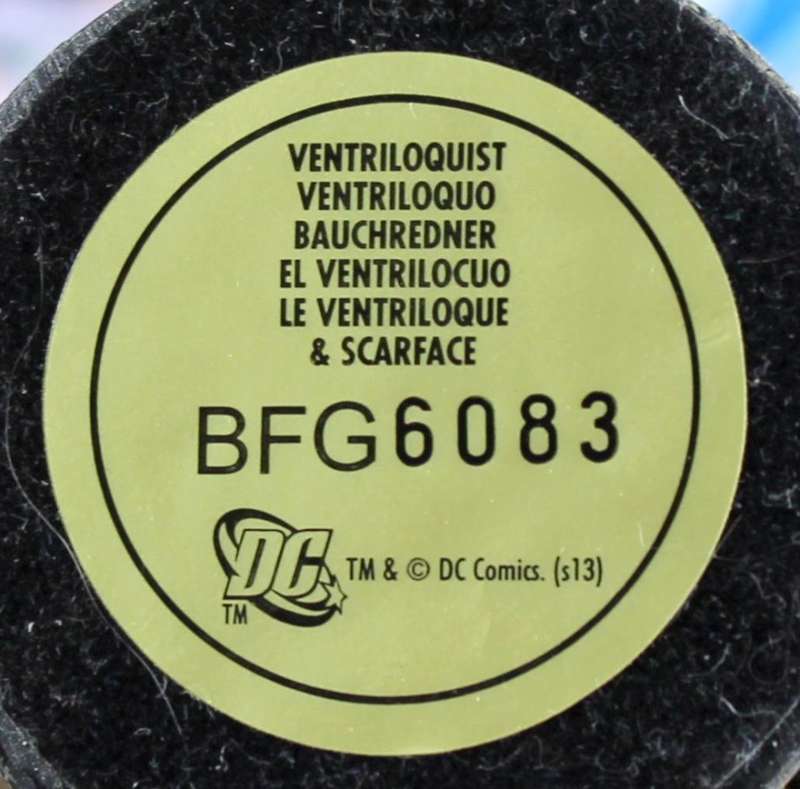 VENTRILOQUIST
VENTRILOQUO
BAUCHREDNER
EL VENTRILOCUO
LE VENTRILOQUE
& SCARFACE
BFG6083
DC
TM
TM & © DC Comics. (s13)